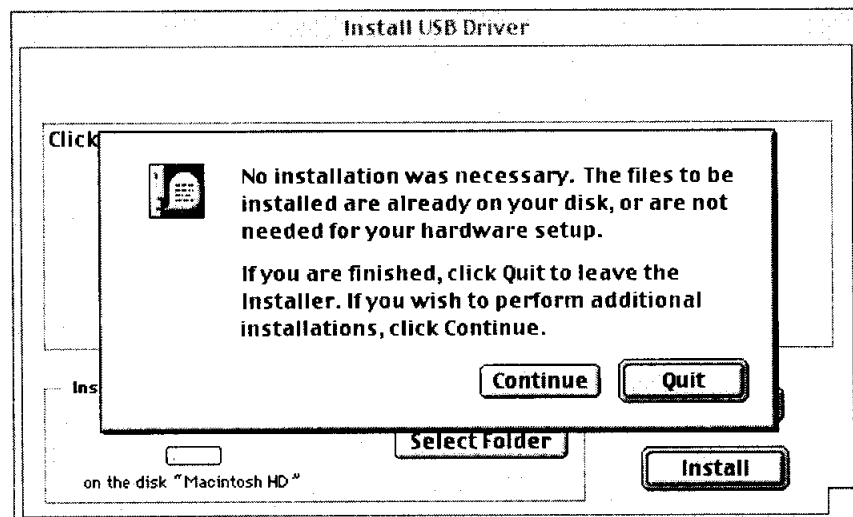 Install USB Driver
Click
No installation was necessary. The files to be
installed are already on your disk, or are not
needed for your hardware setup.
If you are finished, click Quit to leave the
Installer. If you wish to perform additional
installations, click Continue.
Continue
Quit
Ins
Select Folder
Install
on the disk "Macintosh HD"